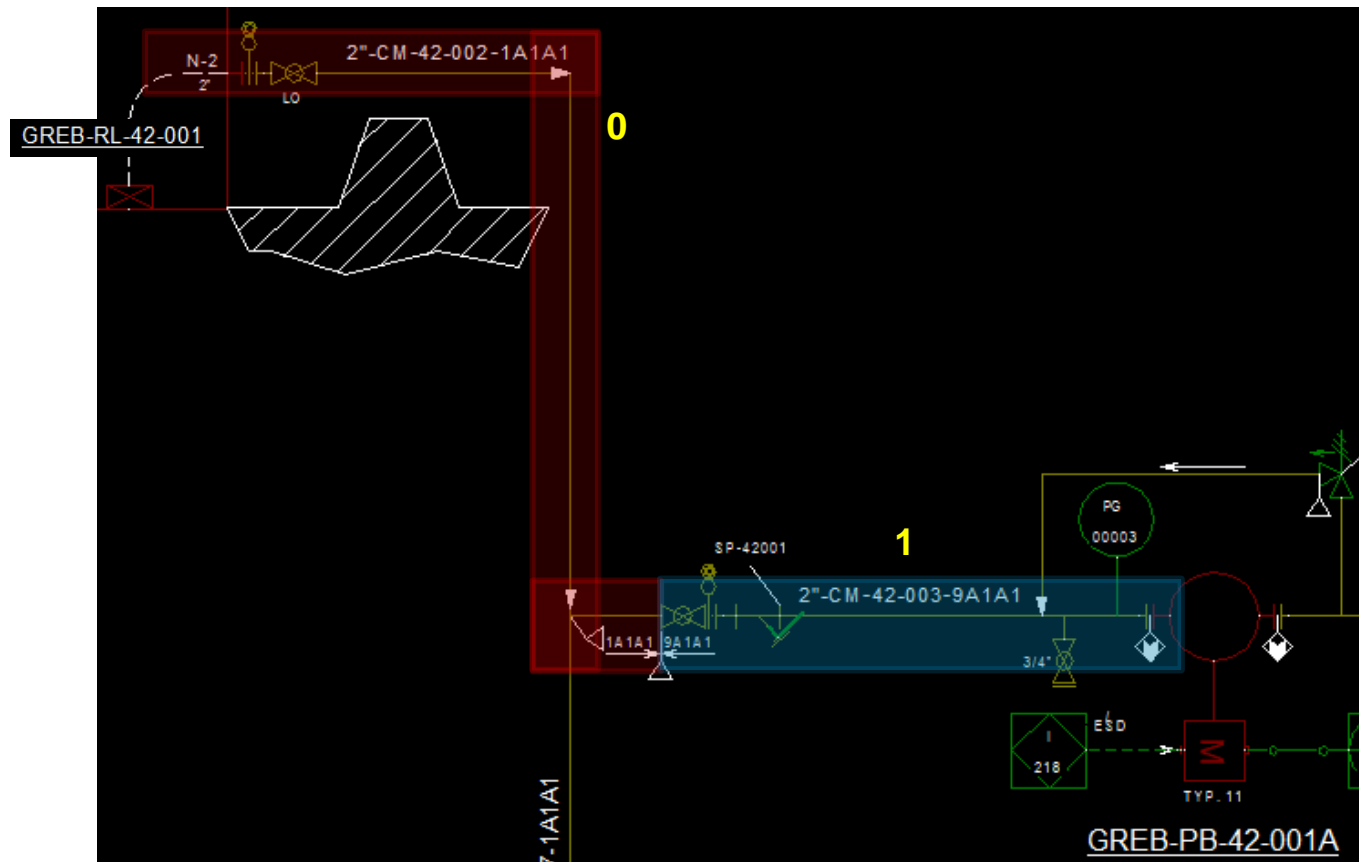 2"-CM-42-002-1A1A1
N-2
2"
LO
0
GREB-RL-42-001
PG
00003
SP-42001
1
2"-CM-42-003-9A1A1
1A1A1
9A1A1
3/4"
ESD
I
218
M
TYP.11
7-1A1A1
GREB-PB-42-001A